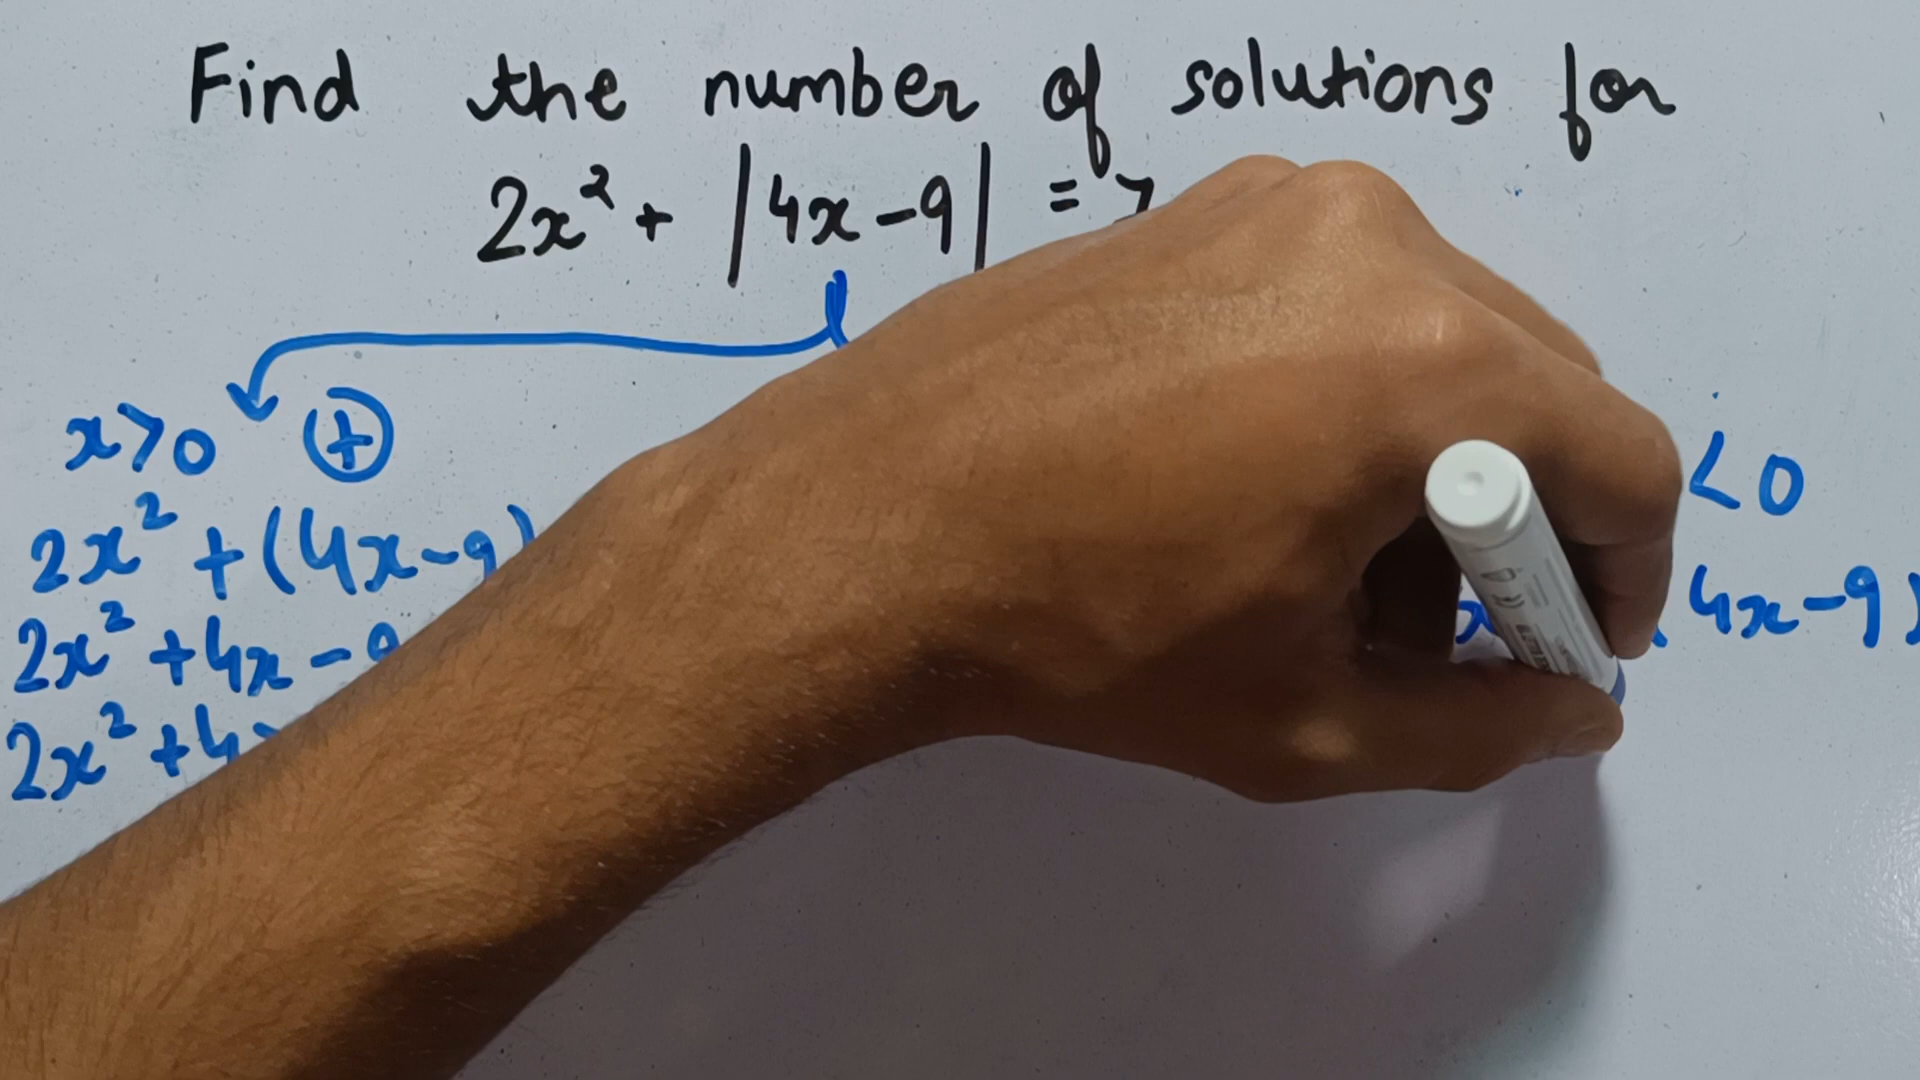 Find the number of solutions for
2x² + |4x-9| =
x>0 (+)
<0
2x² + (4x-9)
4x-9)
2x² +4x -
2x² +4